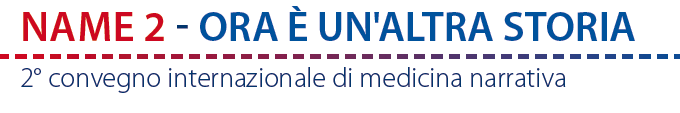 NAME 2 - ORA È UN'ALTRA STORIA
2° convegno internazionale di medicina narrativa